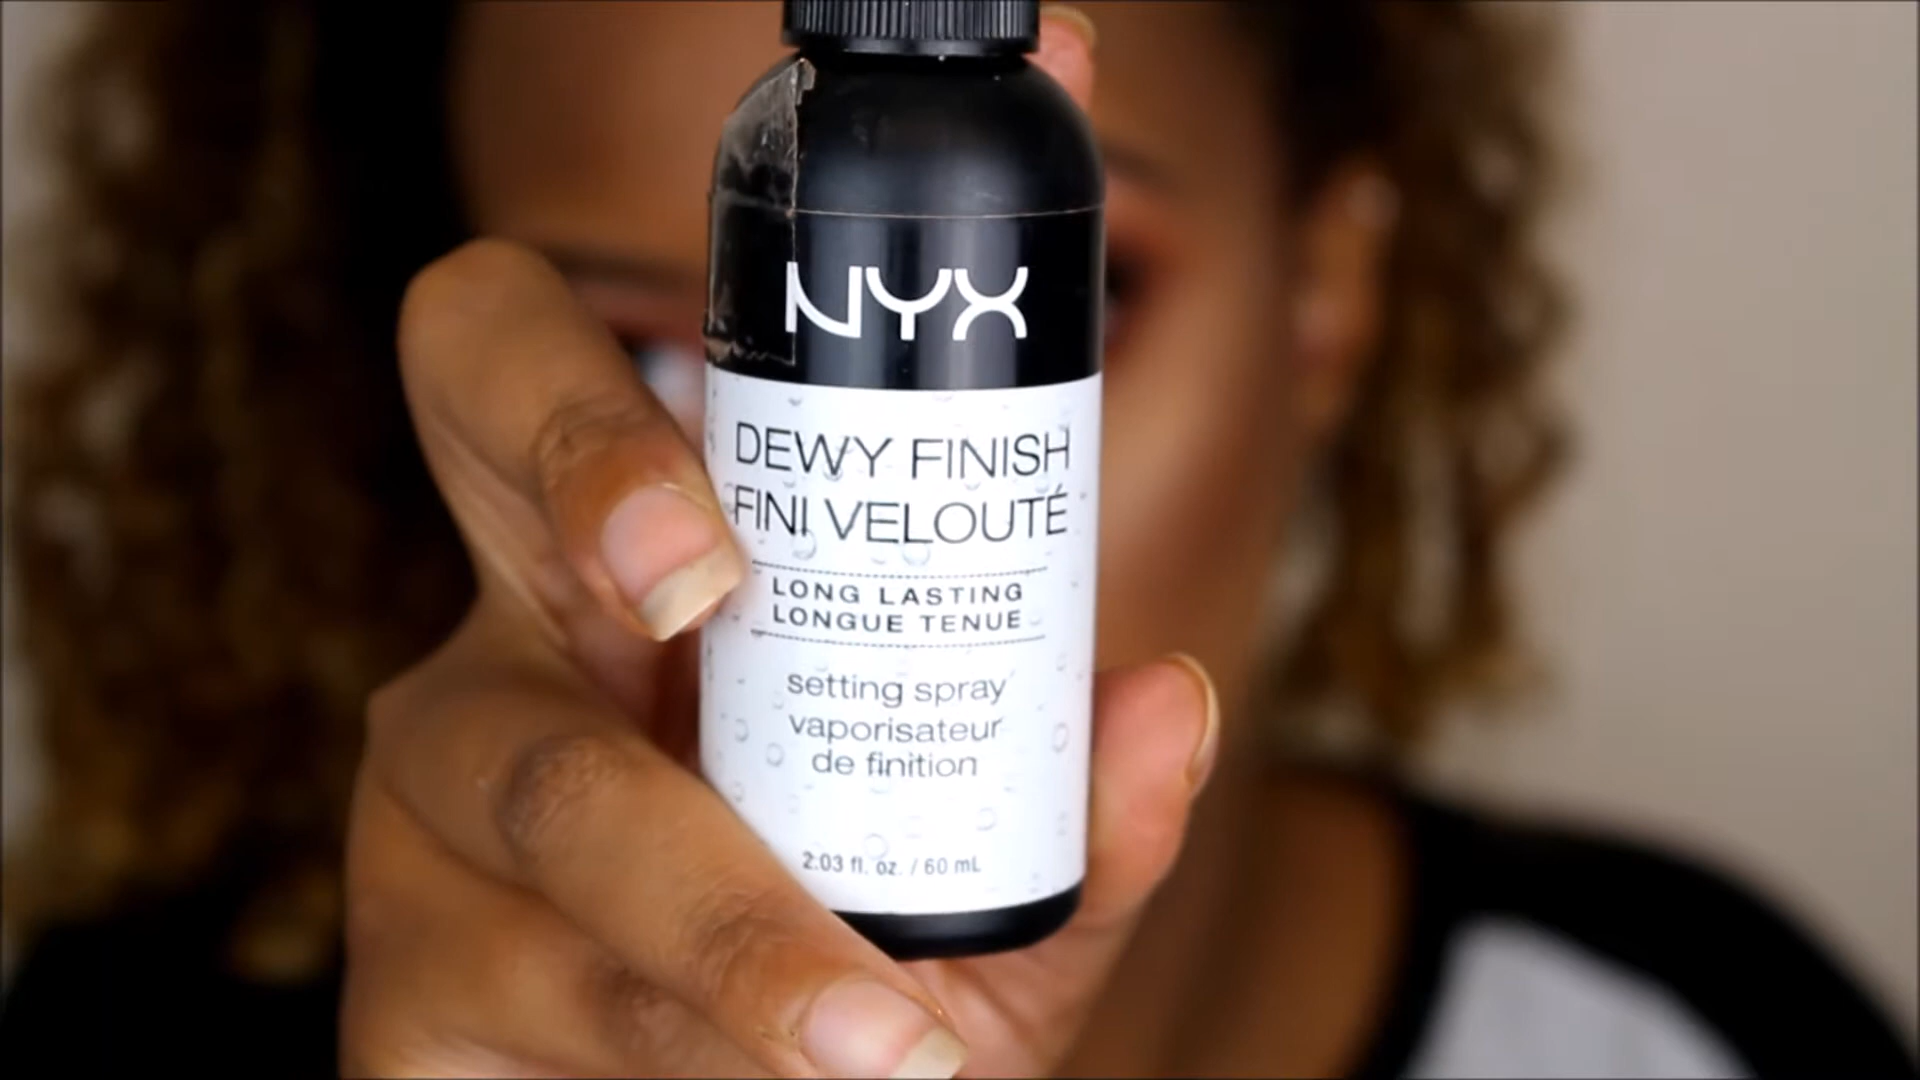 NYX
DEWY FINISH
FINI VELOUTÉ
LONG LASTING
LONGUE TENUE
setting spray
vaporisateur
de finition
2.03 fl. oz. / 60 mL